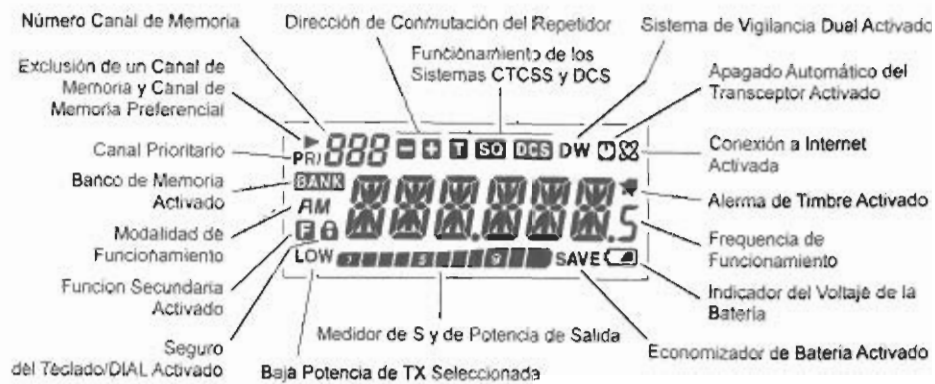 Número Canal de Memoria
Dirección de Conmutación del Repetidor
Sistema de Vigilancia Dual Activado
Exclusión de un Canal de
Memoria y Canal de
Memoria Preferencial
Funciónamiento de los
Sistemas CTCSS y DCS
Apagado Automático del
Transceptor Activado
Canal Prioritario
PRI 888 - + T SQ DCS DW
Conexión a Internet
Activada
Banco de Memoria
Activado
BANK
Alerma de Timbre Activado
Modalidad de
Funcionamiento
.5
Frequencia de
Funcionamiento
F
LOW 1 5 9 SAVE
Funcion Secundaria
Activado
Indicador del Voltaje de la
Batería
Medidor de S y de Potencia de Salida
Seguro
del Teclado/DIAL Activado
Baja Potencia de TX Seleccionada
Economizador de Batería Activado